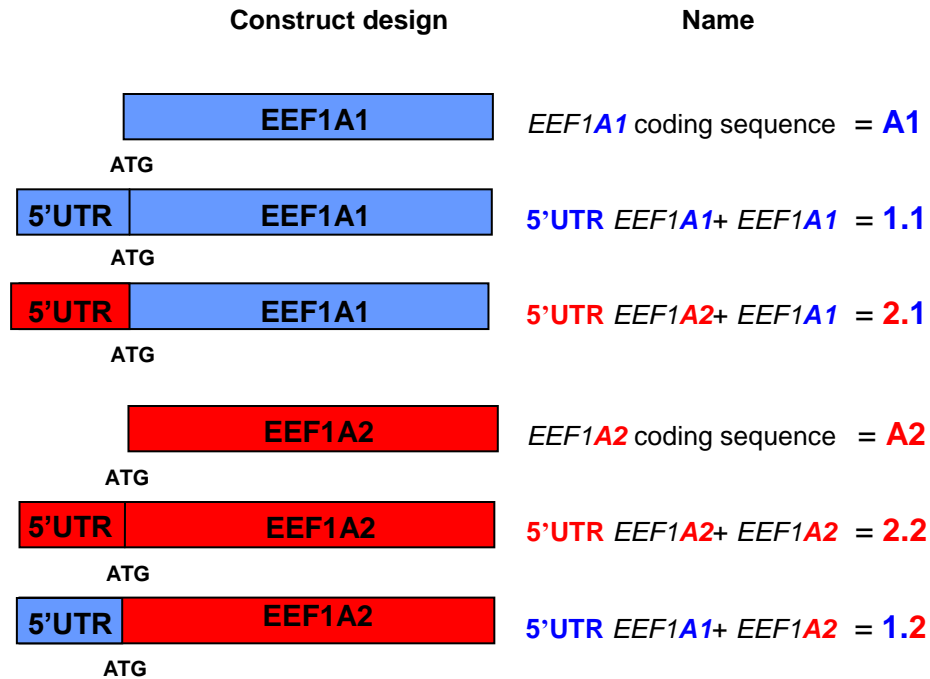 Construct design Name
EEF1A1 EEF1A1 coding sequence = A1
ATG
5’UTR EEF1A1 5’UTR EEF1A1+ EEF1A1 = 1.1
ATG
5’UTR EEF1A1 5’UTR EEF1A2+ EEF1A1 = 2.1
ATG
EEF1A2 EEF1A2 coding sequence = A2
ATG
5’UTR EEF1A2 5’UTR EEF1A2+ EEF1A2 = 2.2
ATG
5’UTR EEF1A2 5’UTR EEF1A1+ EEF1A2 = 1.2
ATG